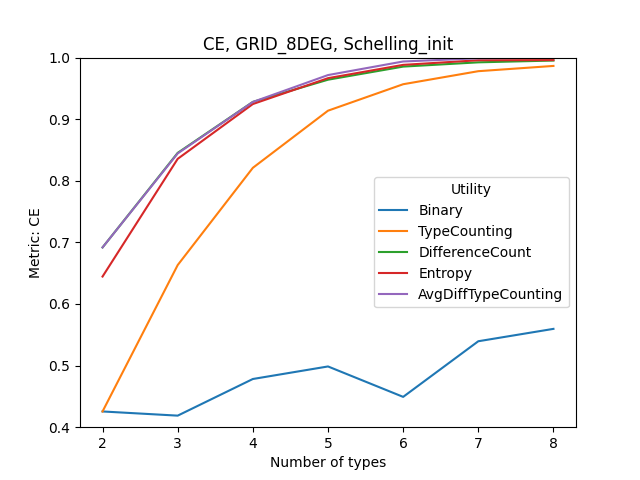 CE, GRID_8DEG, Schelling_init
Metric: CE
1.0
0.9
0.8
0.7
0.6
0.5
0.4
Utility
Binary
TypeCounting
DifferenceCount
Entropy
AvgDiffTypeCounting
2 3 4 5 6 7 8
Number of types